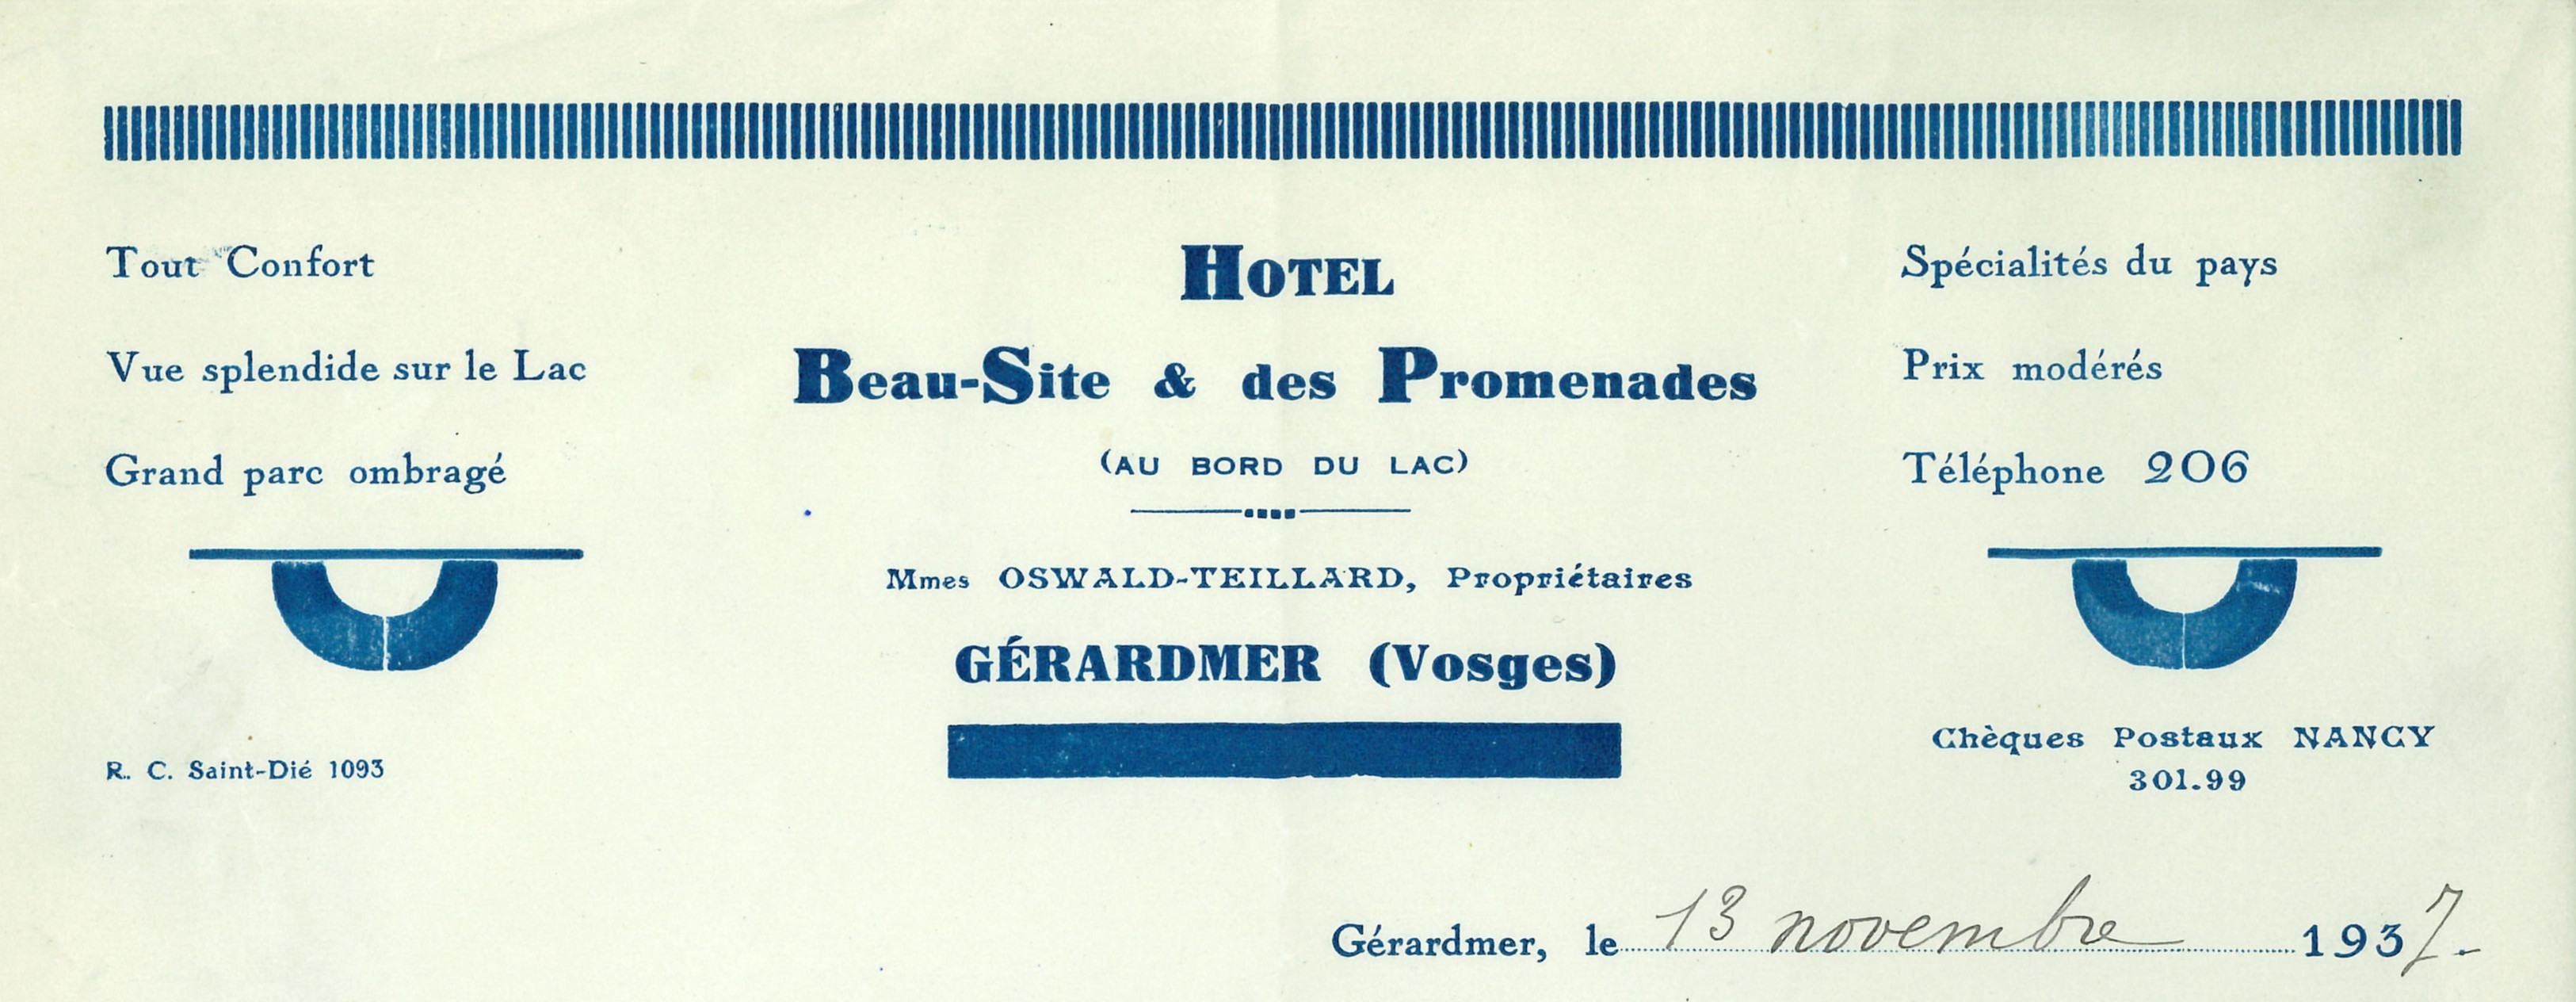 Tout Confort
Vue splendide sur le Lac
Grand parc ombragé
R. C. Saint-Dié 1093
HOTEL
Beau-Site & des Promenades
(AU BORD DU LAC)
Mmes OSWALD-TEILLARD, Propriétaires
GÉRARDMER (Vosges)
Spécialités du pays
Prix modérés
Téléphone 206
Chèques Postaux NANCY
301.99
Gérardmer, le 13 novembre 1937.